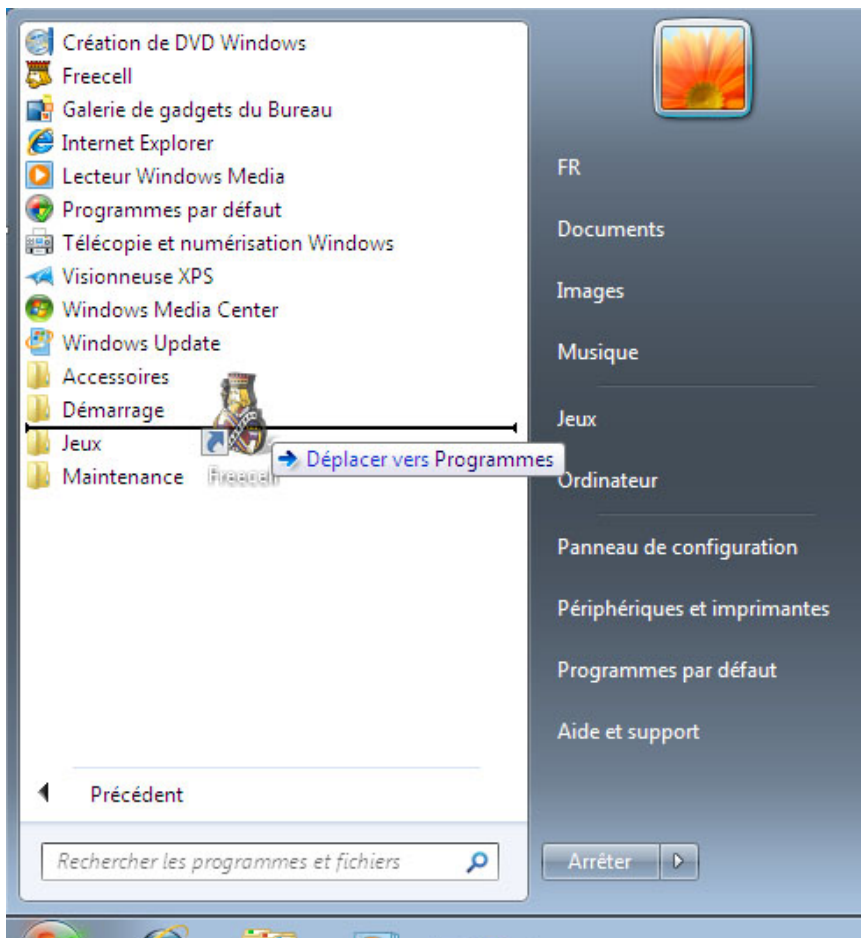 Création de DVD Windows
Freecell
Galerie de gadgets du Bureau
Internet Explorer
Lecteur Windows Media
Programmes par défaut
Télécopie et numérisation Windows
Visionneuse XPS
Windows Media Center
Windows Update
Accessoires
Démarrage
Jeux
Maintenance
Freecell
Déplacer vers Programmes
Précédent
Rechercher les programmes et fichiers
FR
Documents
Images
Musique
Jeux
Ordinateur
Panneau de configuration
Périphériques et imprimantes
Programmes par défaut
Aide et support
Arrêter